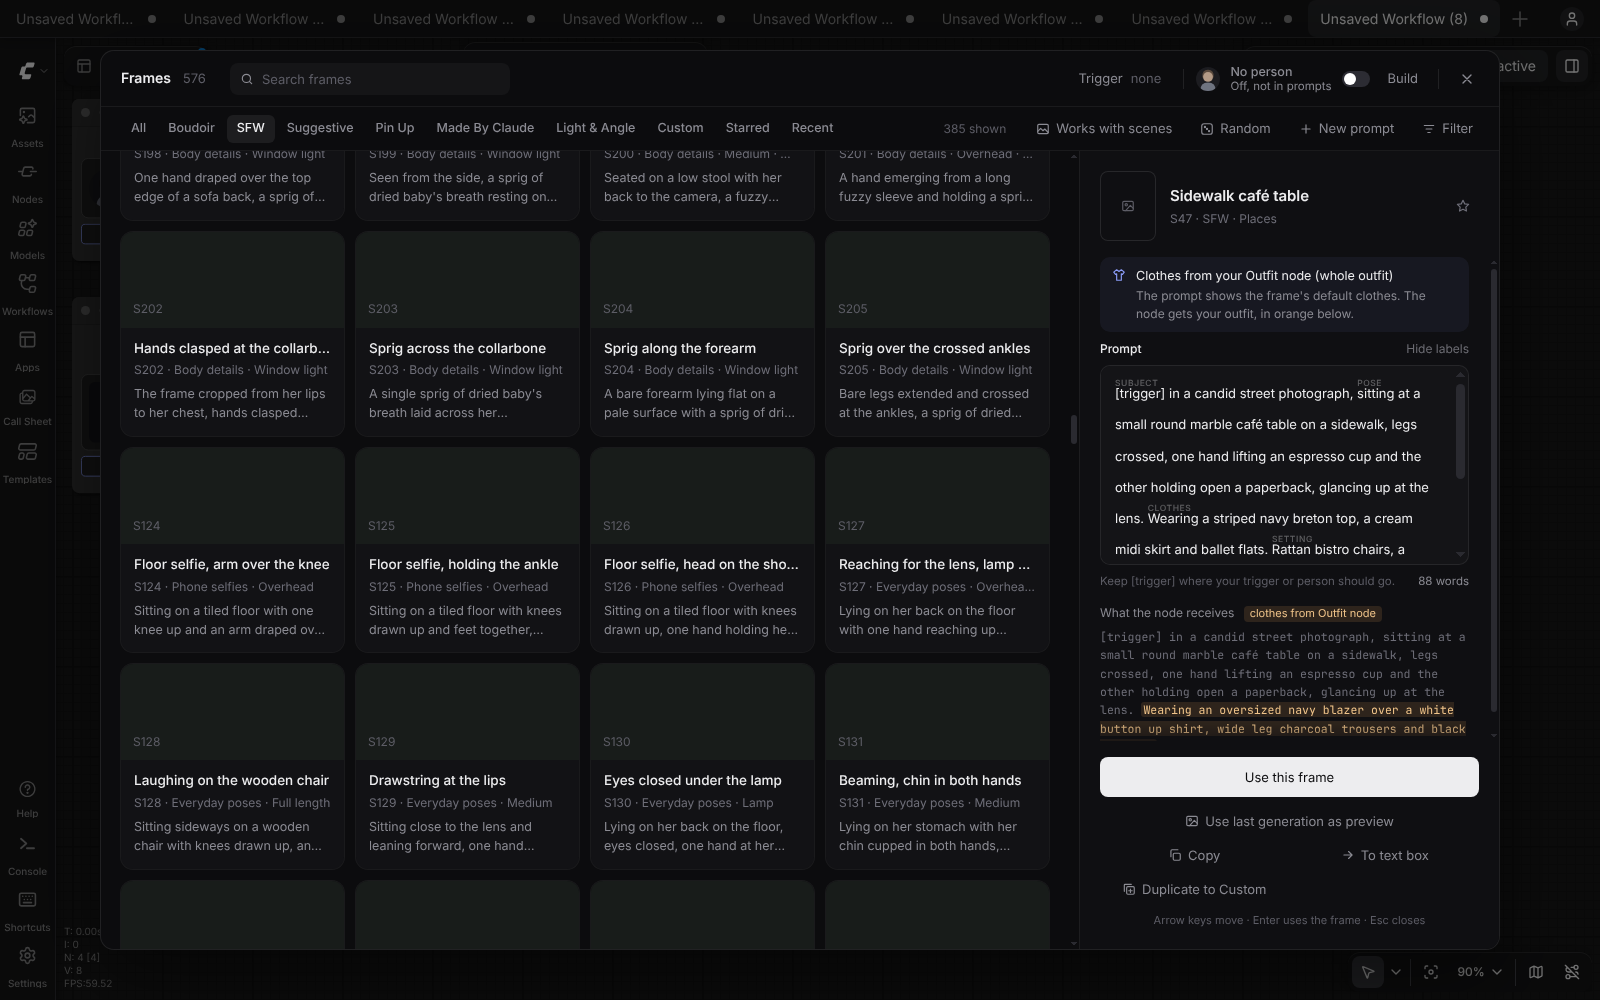 Unsaved Workfl...
Unsaved Workflow ...
Unsaved Workflow ...
Unsaved Workflow ...
Unsaved Workflow ...
Unsaved Workflow ...
Unsaved Workflow ...
Unsaved Workflow (8)
Frames 576
Search frames
Trigger none
No person
Off, not in prompts
Build
active
All
Boudoir
SFW
Suggestive
Pin Up
Made By Claude
Light & Angle
Custom
Starred
Recent
385 shown
Works with scenes
Random
New prompt
Filter
Assets
Nodes
Models
Workflows
Apps
Call Sheet
Templates
Help
Console
Shortcuts
Settings
S198 · Body details · Window light
One hand draped over the top
edge of a sofa back, a sprig of...
S199 · Body details · Window light
Seen from the side, a sprig of
dried baby's breath resting on...
S200 · Body details · Medium · ...
Seated on a low stool with her
back to the camera, a fuzzy...
S201 · Body details · Overhead · ...
A hand emerging from a long
fuzzy sleeve and holding a spri...
S202
Hands clasped at the collarb...
S202 · Body details · Window light
The frame cropped from her lips
to her chest, hands clasped...
S203
Sprig across the collarbone
S203 · Body details · Window light
A single sprig of dried baby's
breath laid across her...
S204
Sprig along the forearm
S204 · Body details · Window light
A bare forearm lying flat on a
pale surface with a sprig of dri...
S205
Sprig over the crossed ankles
S205 · Body details · Window light
Bare legs extended and crossed
at the ankles, a sprig of dried...
S124
Floor selfie, arm over the knee
S124 · Phone selfies · Overhead
Sitting on a tiled floor with one
knee up and an arm draped ov...
S125
Floor selfie, holding the ankle
S125 · Phone selfies · Overhead
Sitting on a tiled floor with knees
drawn up and feet together,...
S126
Floor selfie, head on the sho...
S126 · Phone selfies · Overhead
Sitting on a tiled floor with knees
drawn up, one hand holding he...
S127
Reaching for the lens, lamp ...
S127 · Everyday poses · Overhea...
Lying on her back on the floor
with one hand reaching up...
S128
Laughing on the wooden chair
S128 · Everyday poses · Full length
Sitting sideways on a wooden
chair with knees drawn up, an...
S129
Drawstring at the lips
S129 · Everyday poses · Medium
Sitting close to the lens and
leaning forward, one hand...
S130
Eyes closed under the lamp
S130 · Everyday poses · Lamp
Lying on her back on the floor,
eyes closed, one hand at her...
S131
Beaming, chin in both hands
S131 · Everyday poses · Medium
Lying on her stomach with her
chin cupped in both hands,...
Sidewalk café table
S47 · SFW · Places
Clothes from your Outfit node (whole outfit)
The prompt shows the frame's default clothes. The
node gets your outfit, in orange below.
Prompt
Hide labels
SUBJECT
POSE
[trigger] in a candid street photograph, sitting at a
small round marble café table on a sidewalk, legs
crossed, one hand lifting an espresso cup and the
other holding open a paperback, glancing up at the
CLOTHES
lens. Wearing a striped navy breton top, a cream
SETTING
midi skirt and ballet flats. Rattan bistro chairs, a
Keep [trigger] where your trigger or person should go.
88 words
What the node receives
clothes from Outfit node
[trigger] in a candid street photograph, sitting at a
small round marble café table on a sidewalk, legs
crossed, one hand lifting an espresso cup and the
other holding open a paperback, glancing up at the
lens. Wearing an oversized navy blazer over a white
button up shirt, wide leg charcoal trousers and black
Use this frame
Use last generation as preview
Copy
To text box
Duplicate to Custom
Arrow keys move · Enter uses the frame · Esc closes
T: 0.00s
I: 0
N: 4 [4]
V: 8
FPS:59.52
90%